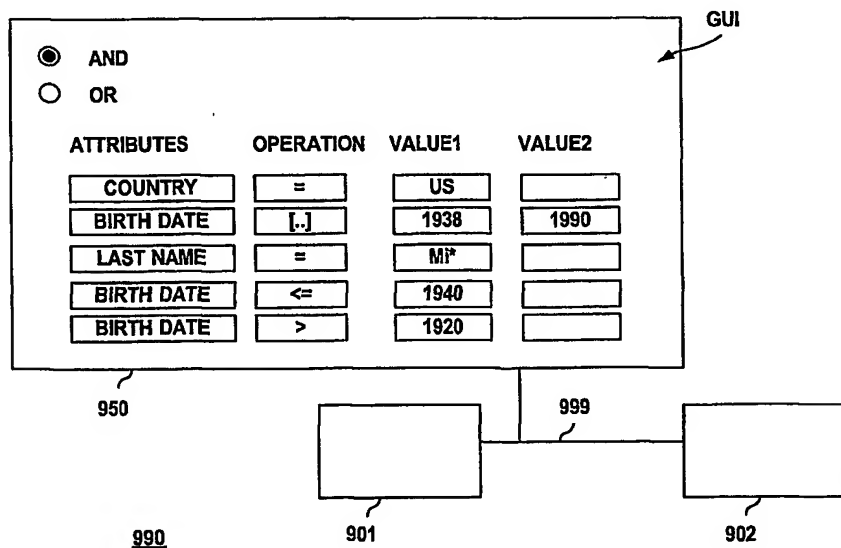 GUI
AND
OR
ATTRIBUTES OPERATION VALUE1 VALUE2
COUNTRY = US
BIRTH DATE [..] 1938 1990
LAST NAME = Mi*
BIRTH DATE <= 1940
BIRTH DATE > 1920
950
999
990 901 902